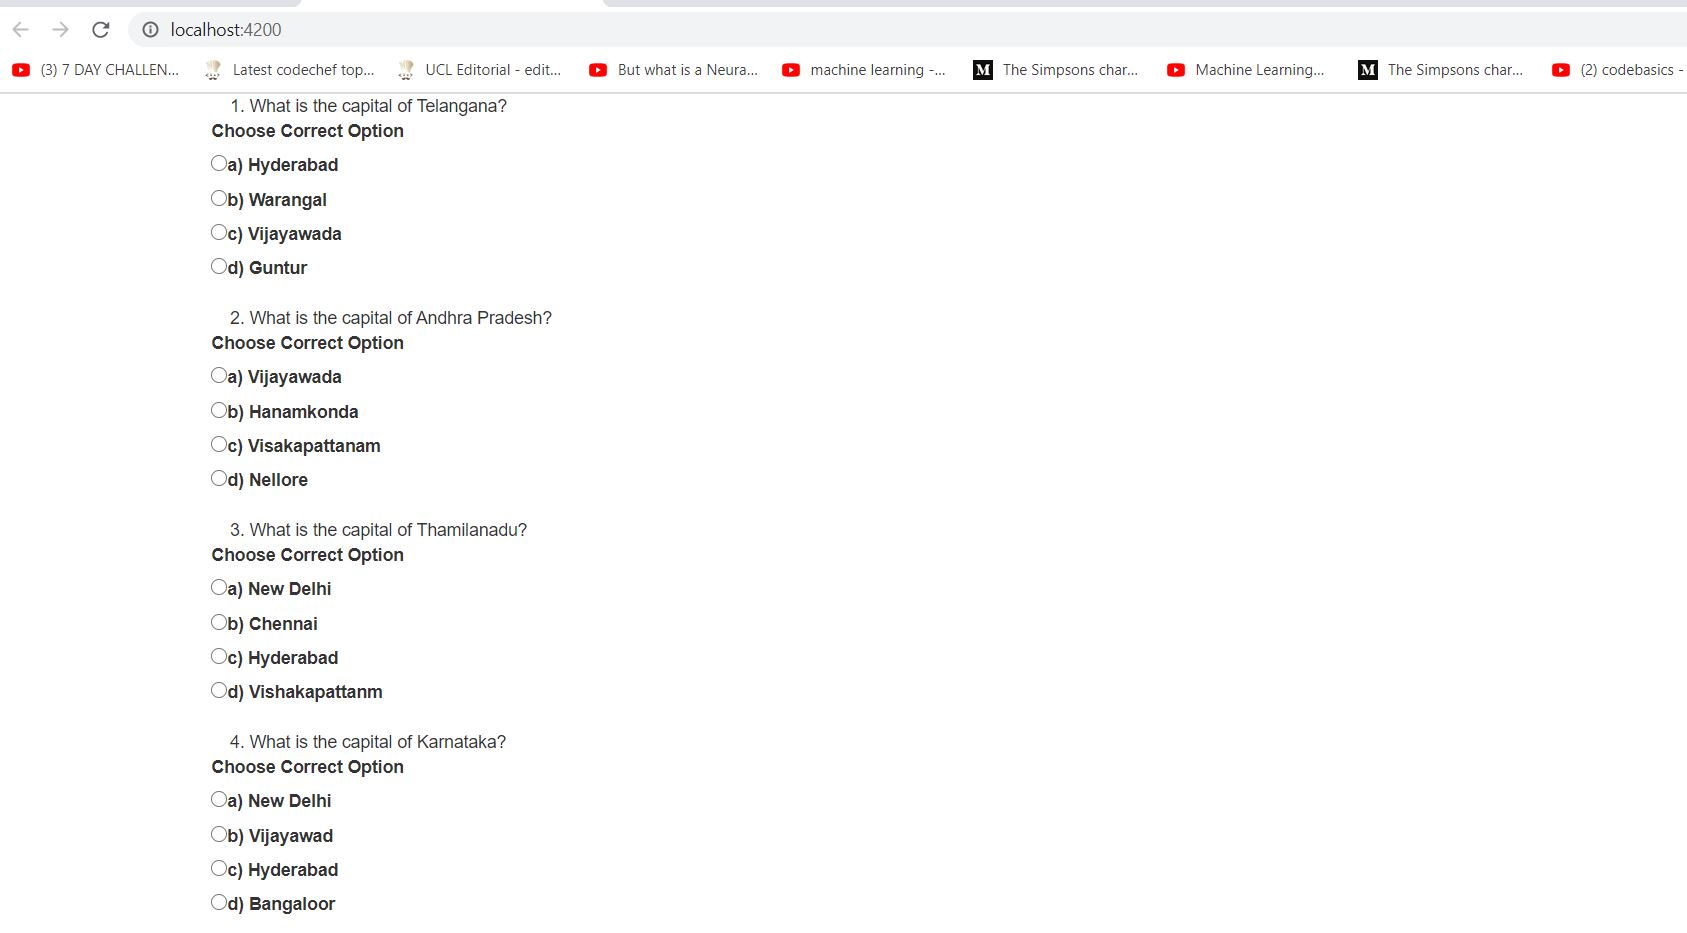 localhost:4200
(3) 7 DAY CHALLEN... Latest codechef top... UCL Editorial - edit... But what is a Neura... machine learning -... M The Simpsons char... Machine Learning... M The Simpsons char... (2) codebasics -
1. What is the capital of Telangana?
Choose Correct Option
a) Hyderabad
b) Warangal
c) Vijayawada
d) Guntur
2. What is the capital of Andhra Pradesh?
Choose Correct Option
a) Vijayawada
b) Hanamkonda
c) Visakapattanam
d) Nellore
3. What is the capital of Thamilanadu?
Choose Correct Option
a) New Delhi
b) Chennai
c) Hyderabad
d) Vishakapattanm
4. What is the capital of Karnataka?
Choose Correct Option
a) New Delhi
b) Vijayawad
c) Hyderabad
d) Bangaloor